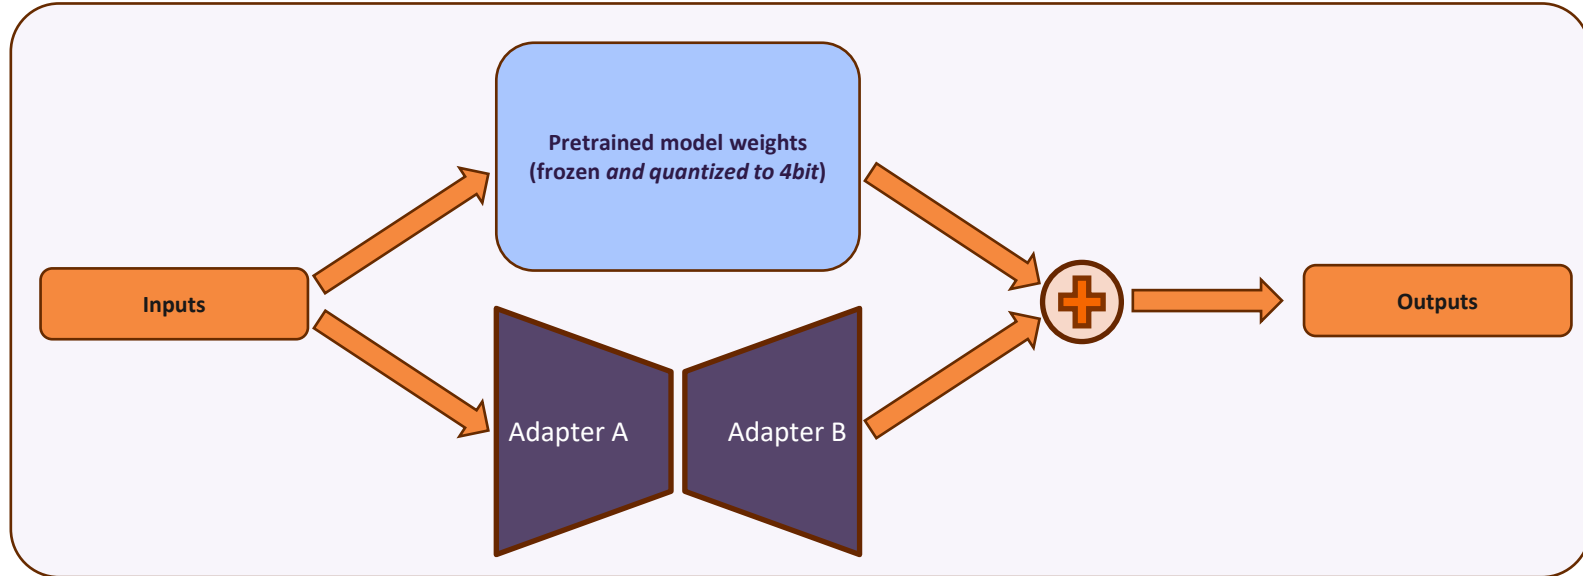 Pretrained model weights
(frozen and quantized to 4bit)
Inputs
Outputs
Adapter A
Adapter B